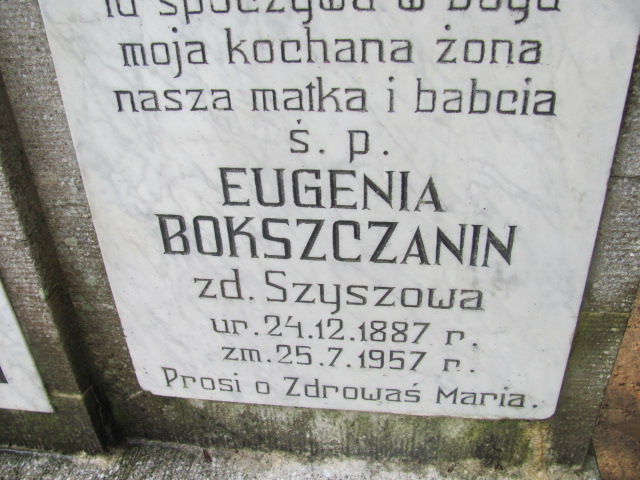 tu spoczywa w Bogu
moja kochana żona
nasza matka i babcia
Ś. p.
EUGENIA
BOKSZCZANIN
zd. Szyszowa
ur. 24.12.1887 r.
zm. 25.7.1957 r.
Prosi o Zdrowaś Maria.